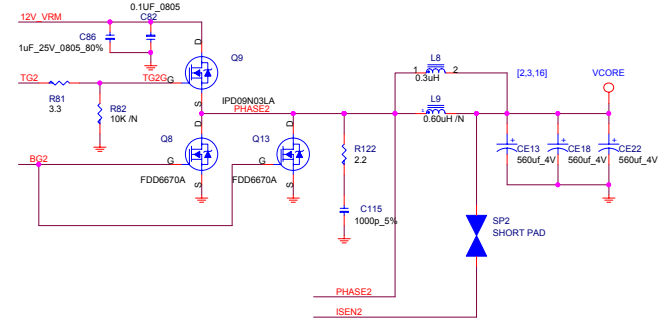 0.1UF_0805
12V_VRM
C82
C86
1uF_25V_0805_80%
D
Q9
TG2
TG2G
G
R81
3.3
S
R82
10K /N
IPD09N03LA
PHASE2
Q8
D
Q13
D
BG2
G
G
S
S
FDD6670A
FDD6670A
R122
2.2
C115
1000p_5%
L8
1
2
0.3uH
L9
1
0.60uH /N
[2,3,16]
VCORE
+
+
+
CE13
CE18
CE22
560uf_4V
560uf_4V
560uf_4V
SP2
SHORT PAD
PHASE2
ISEN2